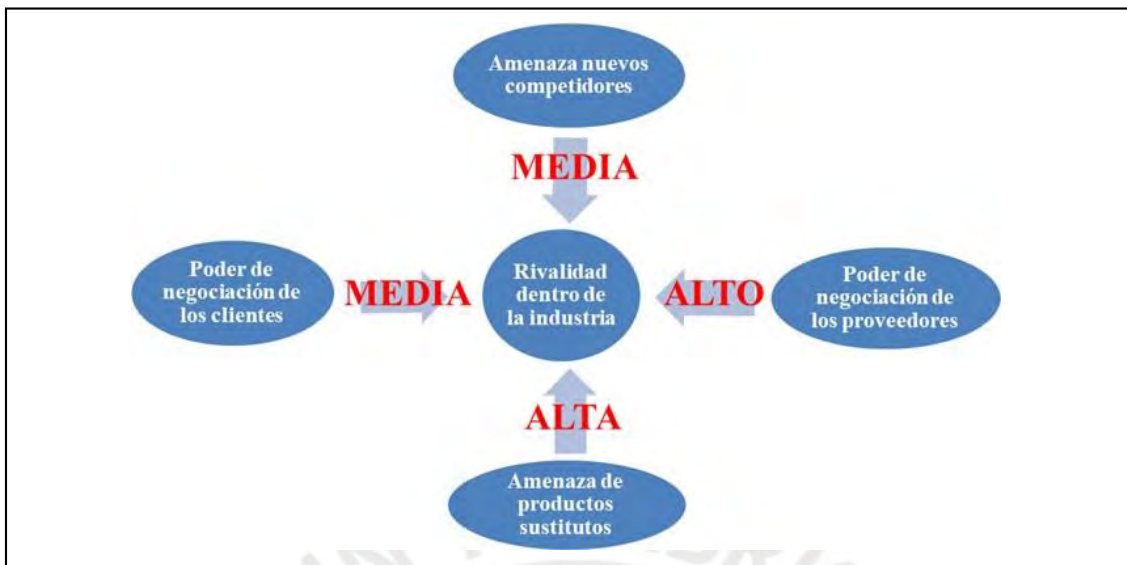 Amenaza nuevos
competidores
MEDIA
Poder de
negociación de
los clientes
MEDIA
Rivalidad
dentro de
la industria
ALTO
Poder de
negociación de
los proveedores
ALTA
Amenaza de
productos
sustitutos